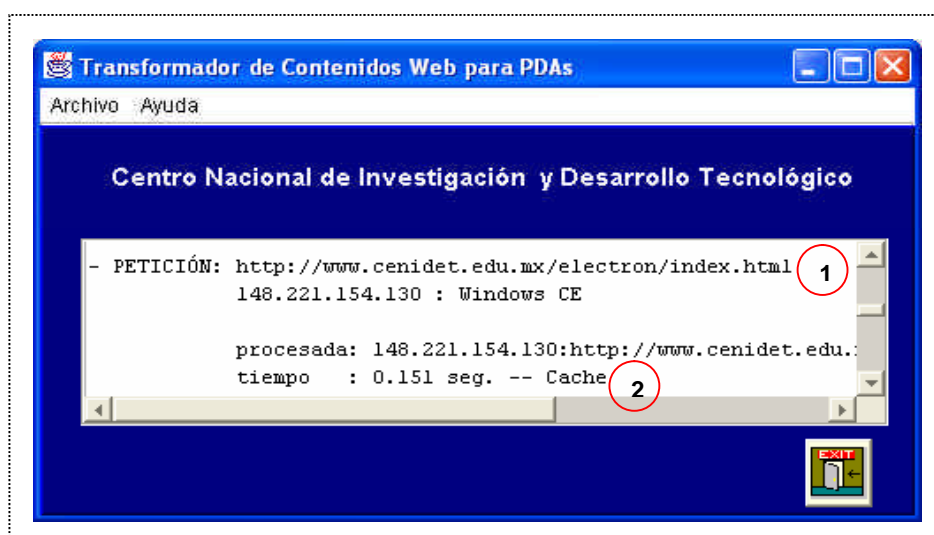 Transformador de Contenidos Web para PDAs
Archivo Ayuda
Centro Nacional de Investigación y Desarrollo Tecnológico
- PETICIÓN: http://www.cenidet.edu.mx/electron/index.html 1
148.221.154.130 : Windows CE
procesada: 148.221.154.130:http://www.cenidet.edu.
tiempo : 0.151 seg. -- Cache 2
EXIT